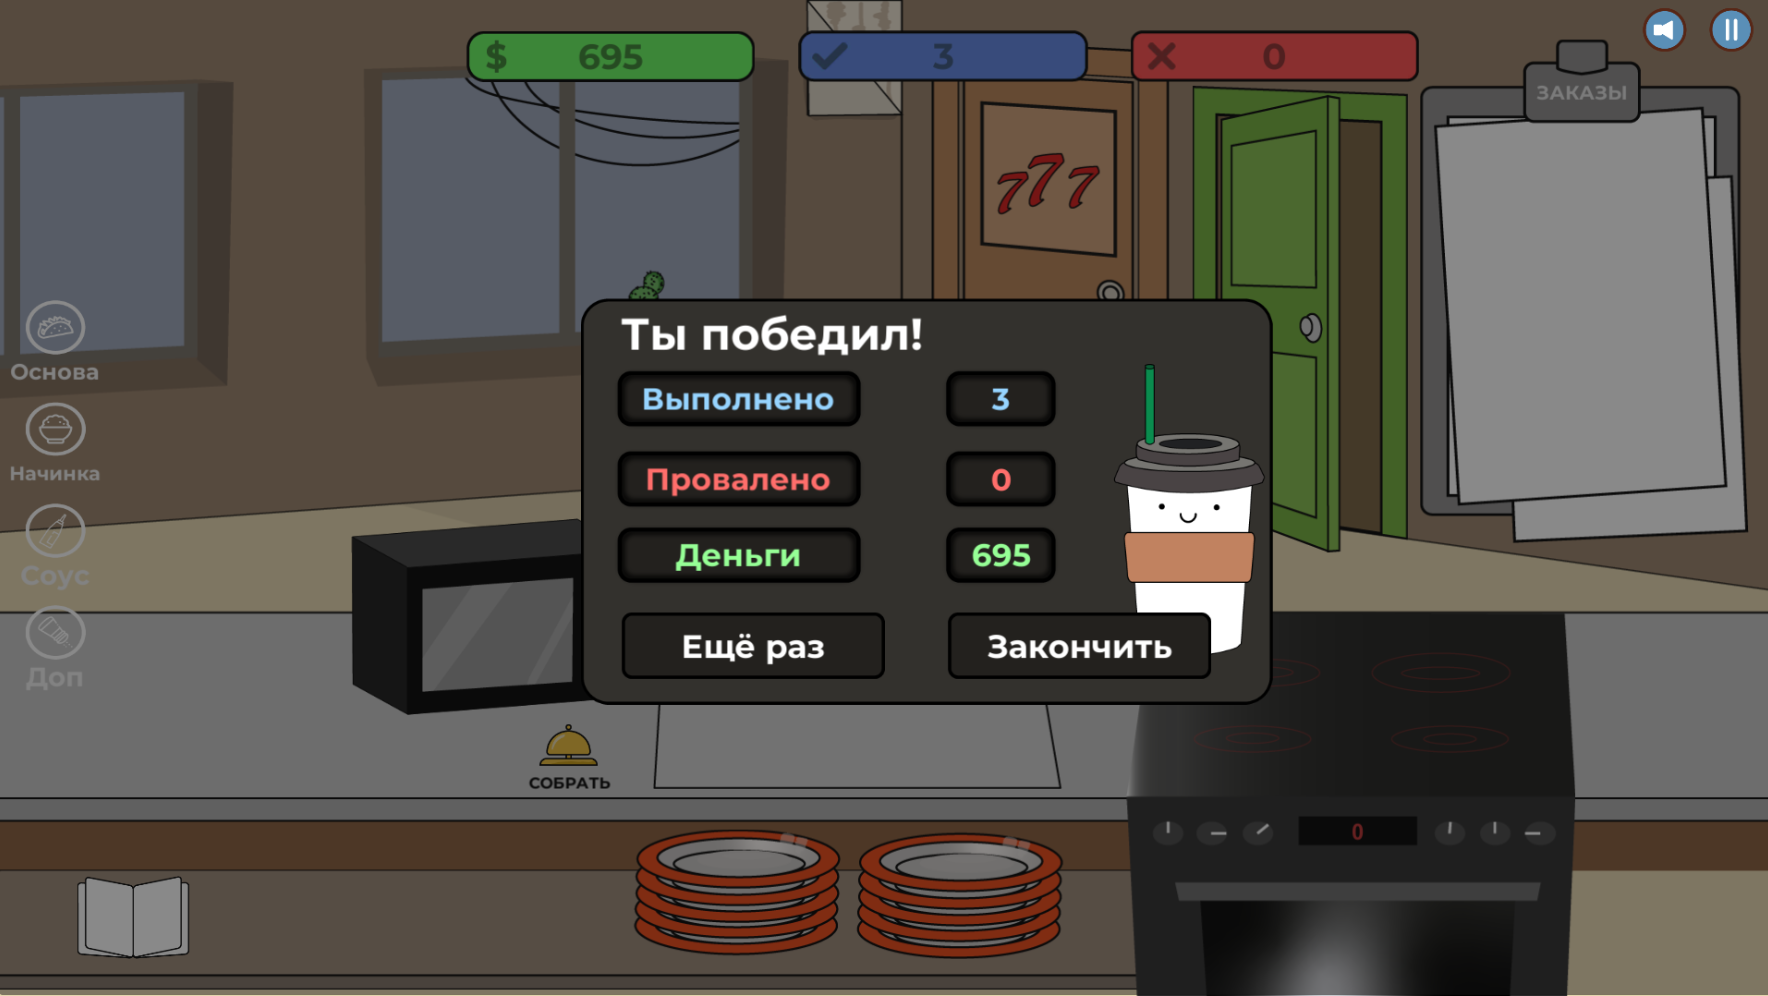 $ 695
3
0
ЗАКАЗЫ
777
Основа
Начинка
Соус
Доп
Ты победил!
Выполнено 3
Провалено 0
Деньги 695
Ещё раз Закончить
СОБРАТЬ
0